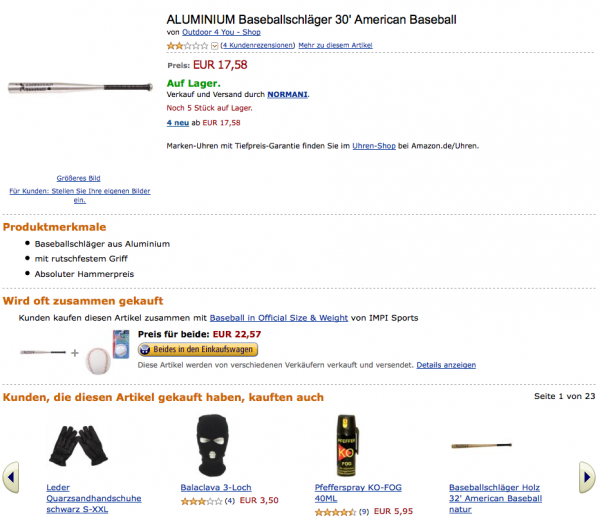 ALUMINIUM Baseballschläger 30' American Baseball
von Outdoor 4 You - Shop
(4 Kundenrezensionen) Mehr zu diesem Artikel
Preis: EUR 17,58
Auf Lager.
Verkauf und Versand durch NORMANI.
Noch 5 Stück auf Lager.
4 neu ab EUR 17,58
Marken-Uhren mit Tiefpreis-Garantie finden Sie im Uhren-Shop bei Amazon.de/Uhren.
Größeres Bild
Für Kunden: Stellen Sie Ihre eigenen Bilder
ein.
Produktmerkmale
Baseballschläger aus Aluminium
mit rutschfestem Griff
Absoluter Hammerpreis
Wird oft zusammen gekauft
Kunden kaufen diesen Artikel zusammen mit Baseball in Official Size & Weight von IMPI Sports
Preis für beide: EUR 22,57
+
Beides in den Einkaufswagen
Diese Artikel werden von verschiedenen Verkäufern verkauft und versendet. Details anzeigen
Kunden, die diesen Artikel gekauft haben, kauften auch
Seite 1 von 23
PFEFFER
KO
FOG
Leder
Quarzsandhandschuhe
schwarz S-XXL
Balaclava 3-Loch
(4) EUR 3,50
Pfefferspray KO-FOG
40ML
(9) EUR 5,95
Baseballschläger Holz
32' American Baseball
natur